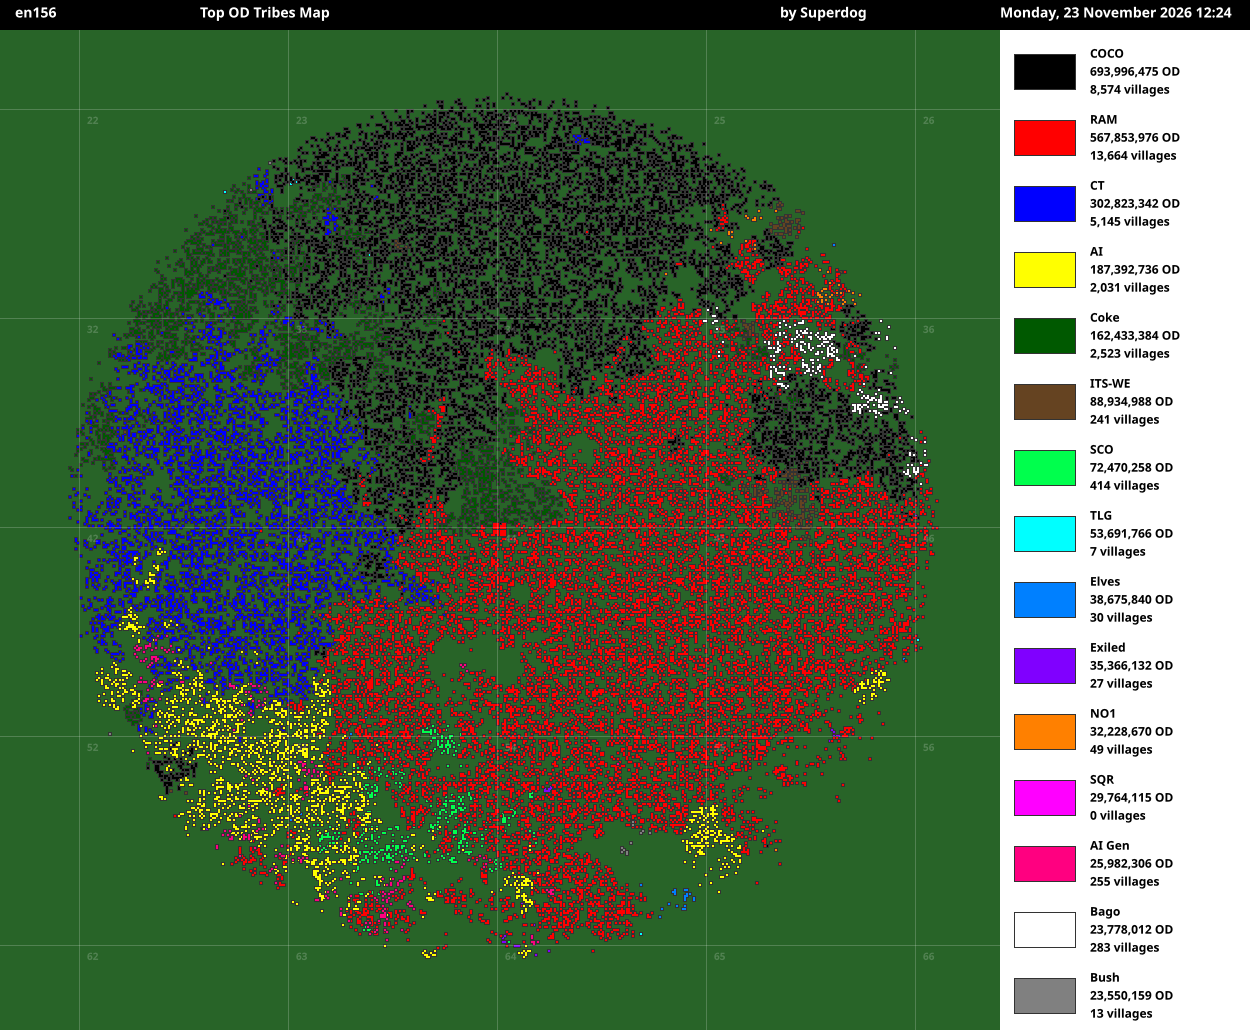 en156 Top OD Tribes Map by Superdog Monday, 23 November 2026 12:24
COCO
693,996,475 OD
8,574 villages
RAM
567,853,976 OD
13,664 villages
CT
302,823,342 OD
5,145 villages
AI
187,392,736 OD
2,031 villages
Coke
162,433,384 OD
2,523 villages
ITS-WE
88,934,988 OD
241 villages
SCO
72,470,258 OD
414 villages
TLG
53,691,766 OD
7 villages
Elves
38,675,840 OD
30 villages
Exiled
35,366,132 OD
27 villages
NO1
32,228,670 OD
49 villages
SQR
29,764,115 OD
0 villages
AI Gen
25,982,306 OD
255 villages
Bago
23,778,012 OD
283 villages
Bush
23,550,159 OD
13 villages
22 23 25 26
32 36
52 56
62 63 64 65 66